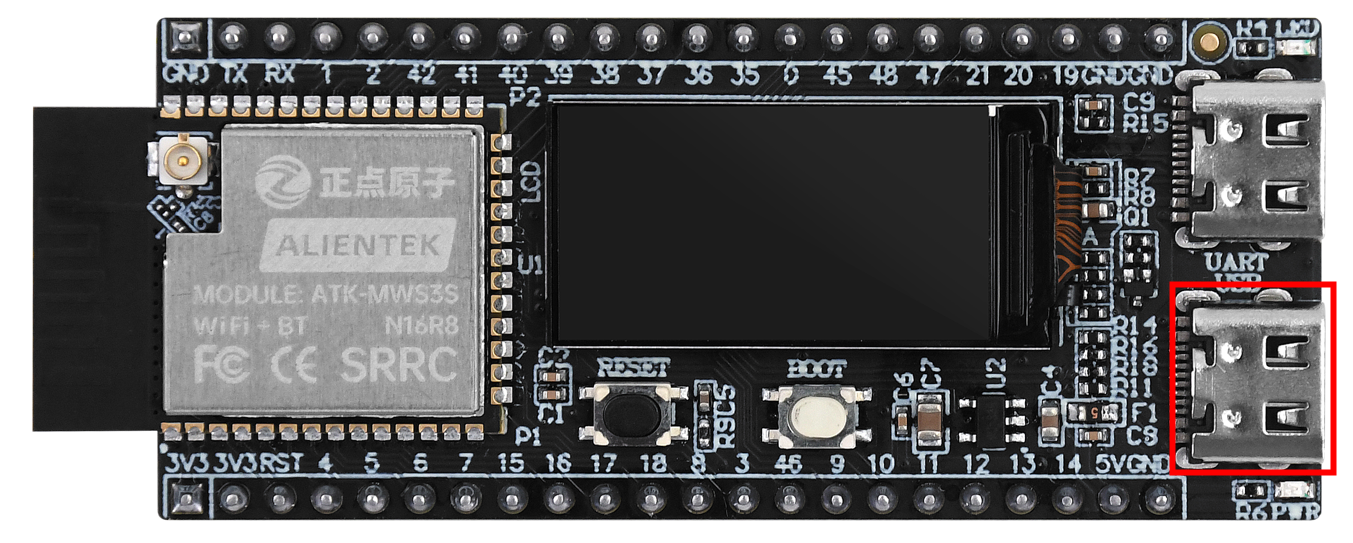 R4 LED
GND TX RX 1 2 42 41 40 39 38 37 36 35 0 45 48 47 21 20 19 GND GND
P2
C9
R15
正点原子
ALIENTEK
MODULE: ATK-MWS3S
WiFi + BT N16R8
FC CE SRRC
LCD
U1
R7
R8
Q1
A
UART
USB
R14
R11
RESET
BOOT
C6
C7
U2
C4
F1
5
R9
C5
P1
3V3 3V3 RST 4 5 6 7 15 16 17 18 8 3 46 9 10 11 12 13 14 5V GND
R6 PWR